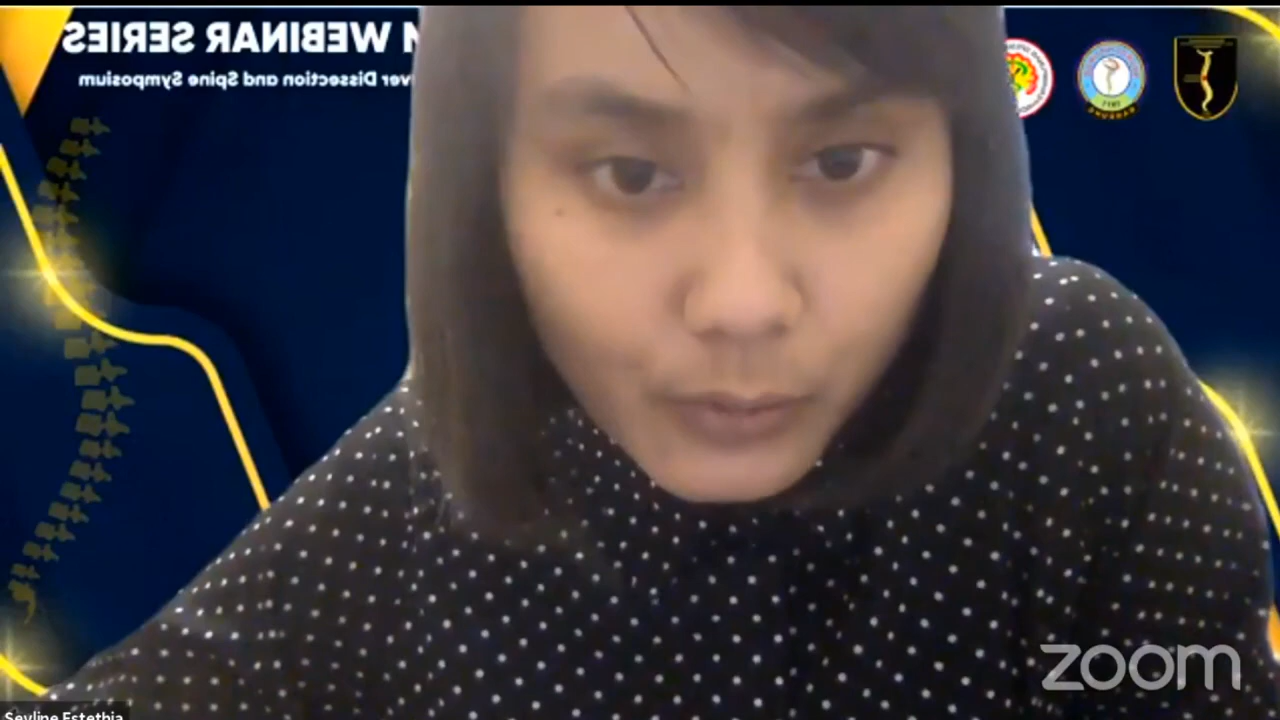 M WEBINAR SERIES
ver Dissection and Spine Symposium
zoom
Sevline Estethia